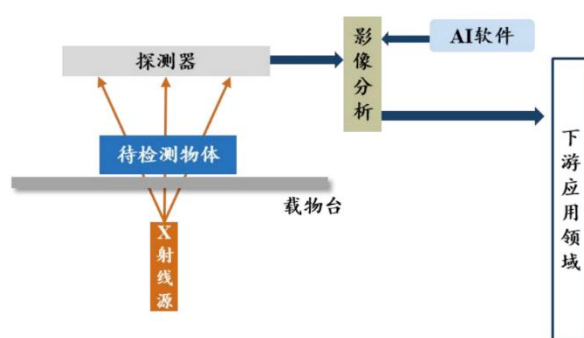 探测器
影像分析
AI软件
待检测物体
载物台
X射线源
下游应用领域